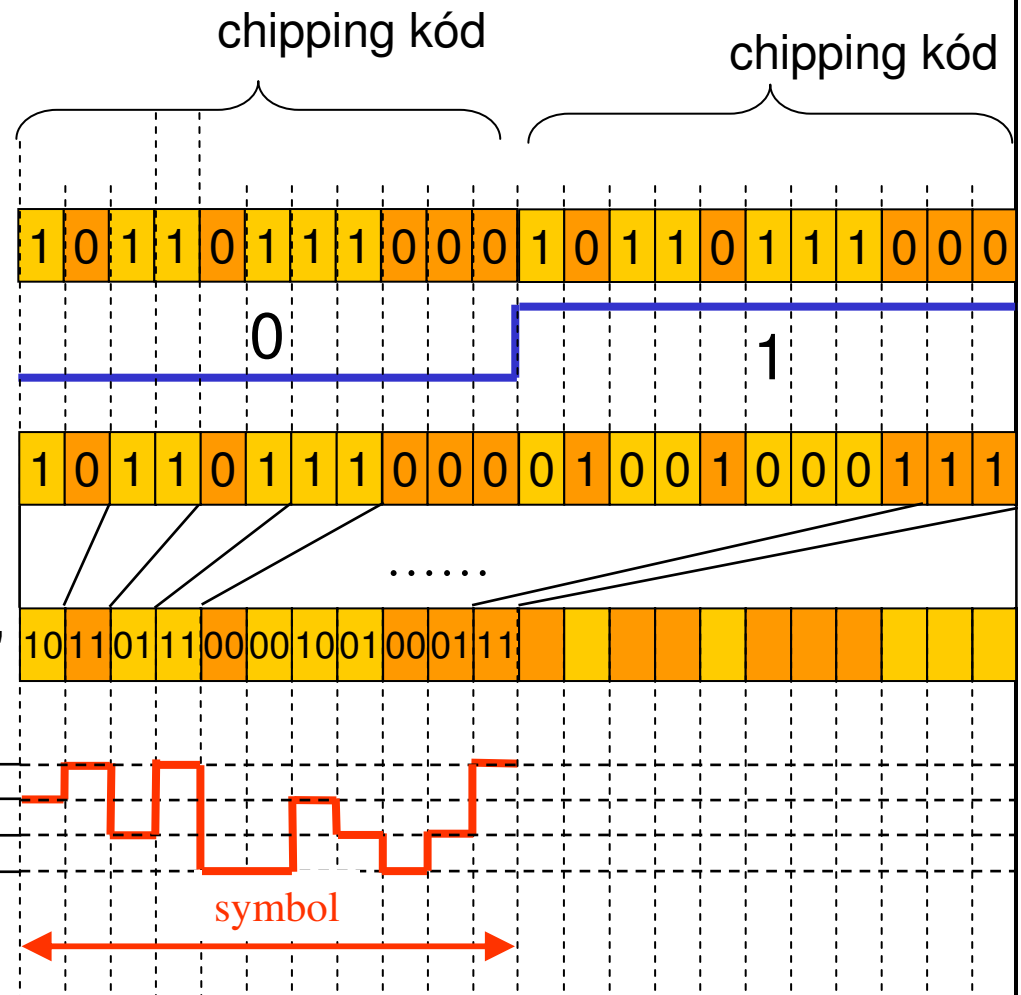 chipping kód
chipping kód
1 0 1 1 0 1 1 1 0 0 0 1 0 1 1 0 1 1 1 0 0 0
0
1
1 0 1 1 0 1 1 1 0 0 0 0 1 0 0 1 0 0 0 1 1 1
......
10 11 01 11 00 00 10 01 00 01 11
symbol